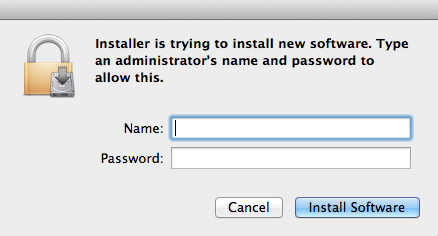 Installer is trying to install new software. Type
an administrator's name and password to
allow this.
Name:
Password:
Cancel Install Software